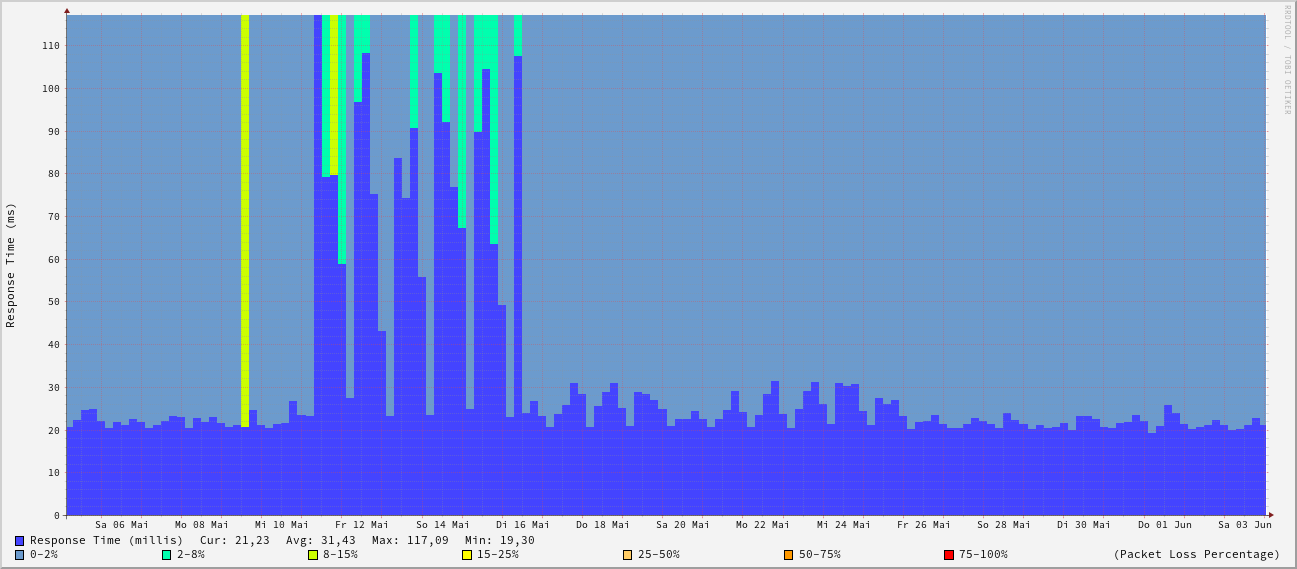 RRDTOOL / TOBI OETIKER
Response Time (ms)
110
100
90
80
70
60
50
40
30
20
10
0
Sa 06 Mai Mo 08 Mai Mi 10 Mai Fr 12 Mai So 14 Mai Di 16 Mai Do 18 Mai Sa 20 Mai Mo 22 Mai Mi 24 Mai Fr 26 Mai So 28 Mai Di 30 Mai Do 01 Jun Sa 03 Jun
Response Time (millis) Cur: 21,23 Avg: 31,43 Max: 117,09 Min: 19,30
0-2% 2-8% 8-15% 15-25% 25-50% 50-75% 75-100% (Packet Loss Percentage)